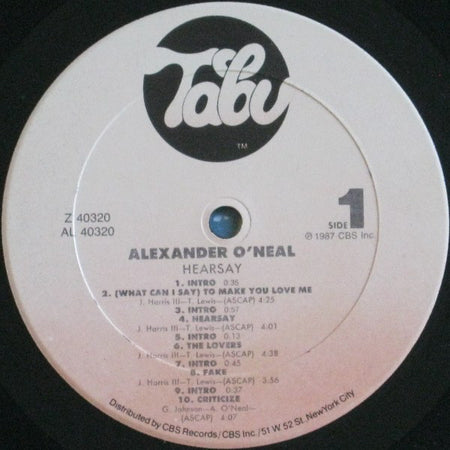 Tabu
TM
Z 40320
AL 40320
SIDE 1
℗ 1987 CBS Inc.
ALEXANDER O'NEAL
HEARSAY
1. INTRO 0:35
2. (WHAT CAN I SAY) TO MAKE YOU LOVE ME
J. Harris III—T. Lewis—(ASCAP) 4:25
3. INTRO 0:57
4. HEARSAY
J. Harris III—T. Lewis—(ASCAP) 4:01
5. INTRO 0:13
6. THE LOVERS
J. Harris III—T. Lewis—(ASCAP) 4:38
7. INTRO 0:45
8. FAKE
J. Harris III—T. Lewis—(ASCAP) 3:56
9. INTRO 0:37
10. CRITICIZE
G. Johnson—A. O'Neal—
(ASCAP) 4:07
Distributed by CBS Records/CBS Inc./51 W 52 St. NewYork City